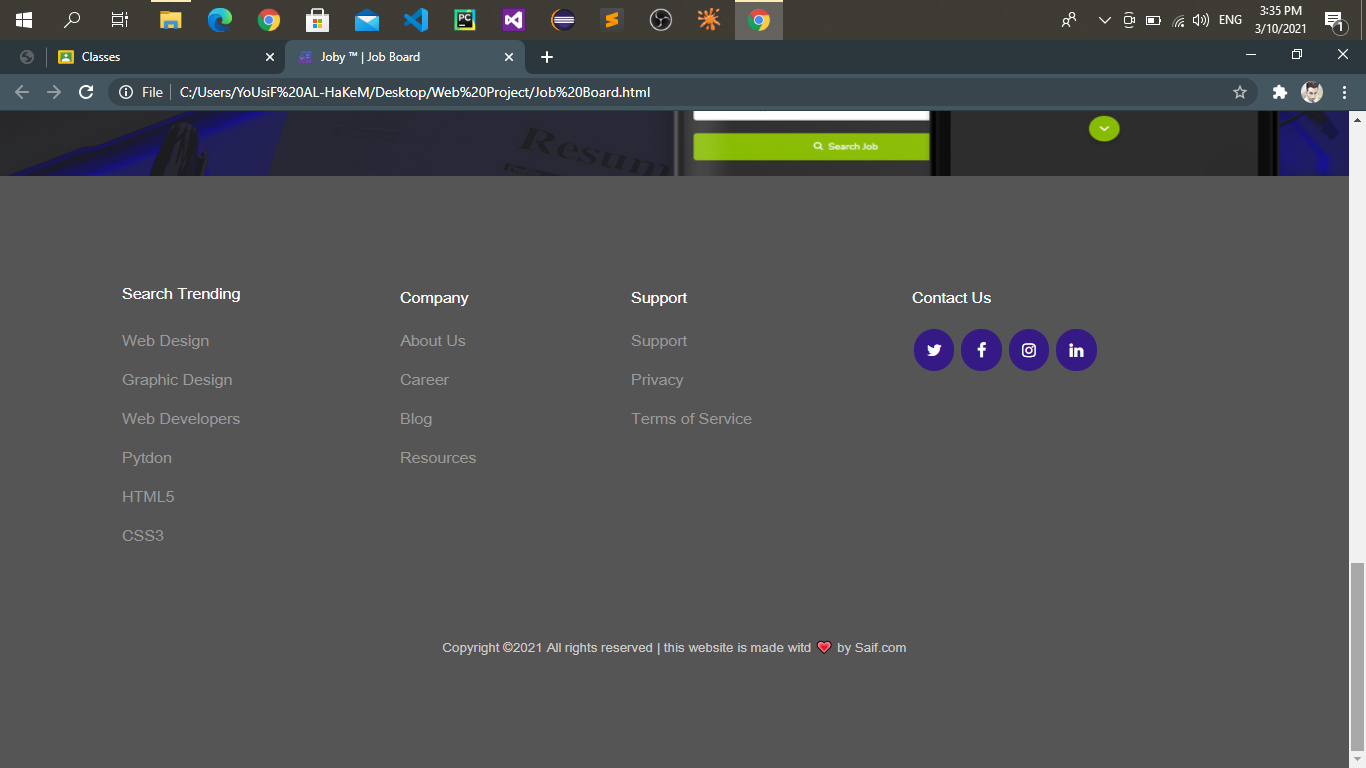 3:35 PM
ENG
3/10/2021
1
PC
Classes
Joby ™ | Job Board
File
C:/Users/YoUsiF%20AL-HaKeM/Desktop/Web%20Project/Job%20Board.html
Search Job
Search Trending
Company
Support
Contact Us
Web Design
About Us
Support
Graphic Design
Career
Privacy
Web Developers
Blog
Terms of Service
Pytdon
Resources
HTML5
CSS3
Copyright ©2021 All rights reserved | this website is made witd ❤ by Saif.com